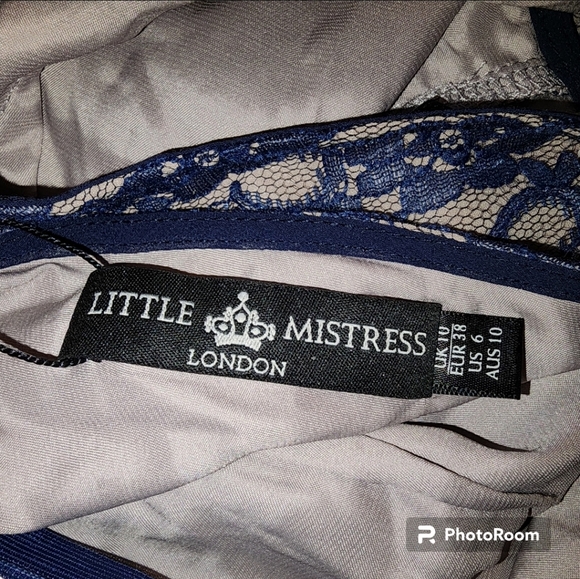 LITTLE MISTRESS
LONDON
UK 10
EUR 38
US 6
AUS 10
PhotoRoom